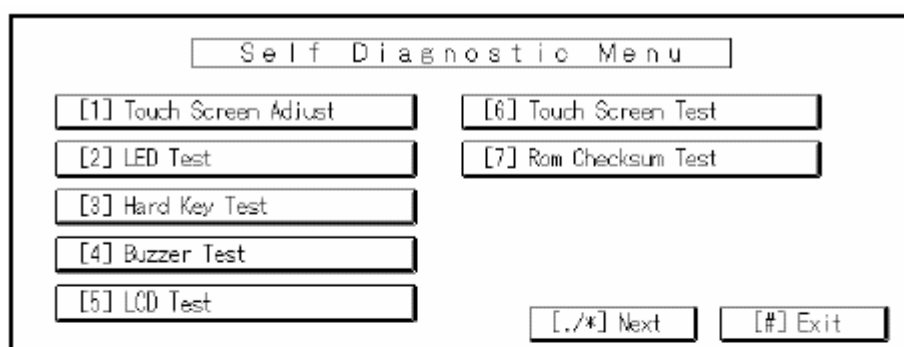 Self Diagnostic Menu
[1] Touch Screen Adjust
[2] LED Test
[3] Hard Key Test
[4] Buzzer Test
[5] LCD Test
[6] Touch Screen Test
[7] Rom Checksum Test
[./*] Next
[#] Exit